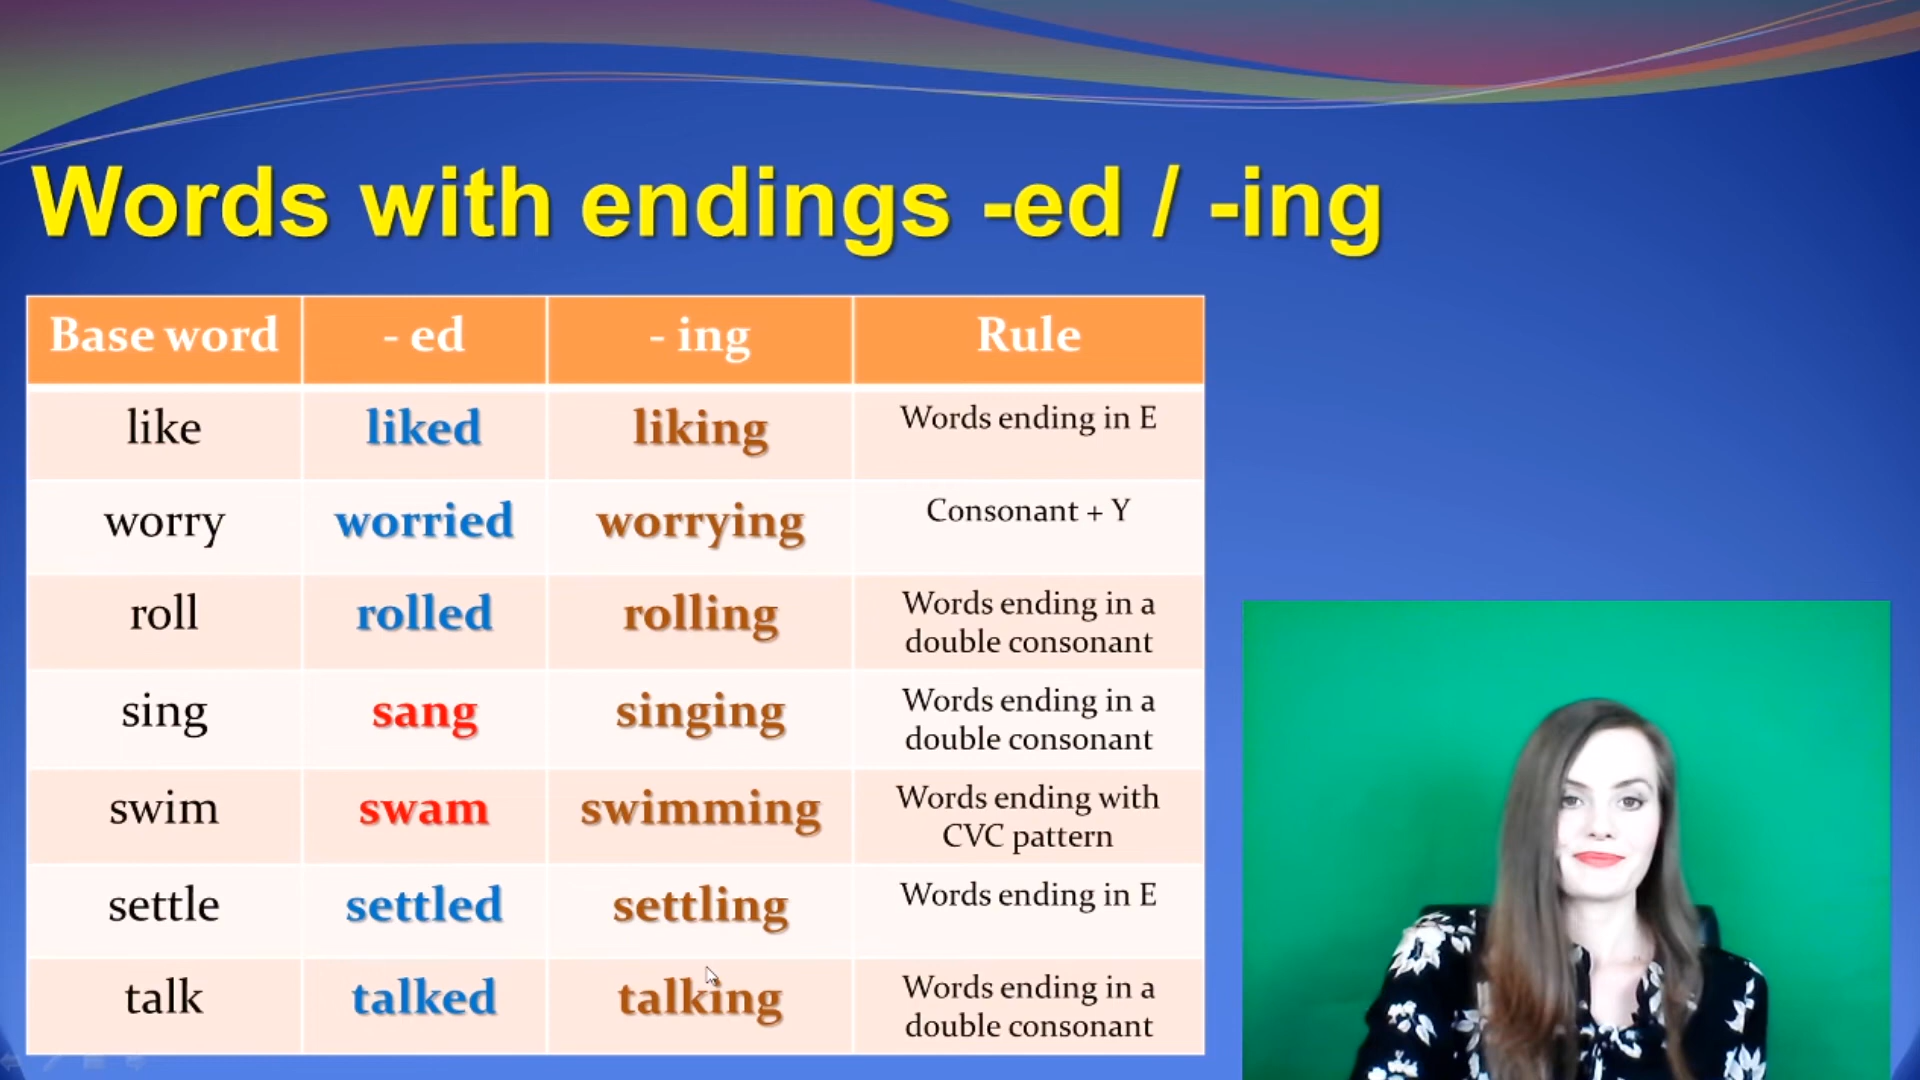 Words with endings -ed / -ing
Base word - ed - ing Rule
like liked liking Words ending in E
worry worried worrying Consonant + Y
roll rolled rolling Words ending in a
double consonant
sing sang singing Words ending in a
double consonant
swim swam swimming Words ending with
CVC pattern
settle settled settling Words ending in E
talk talked talking Words ending in a
double consonant